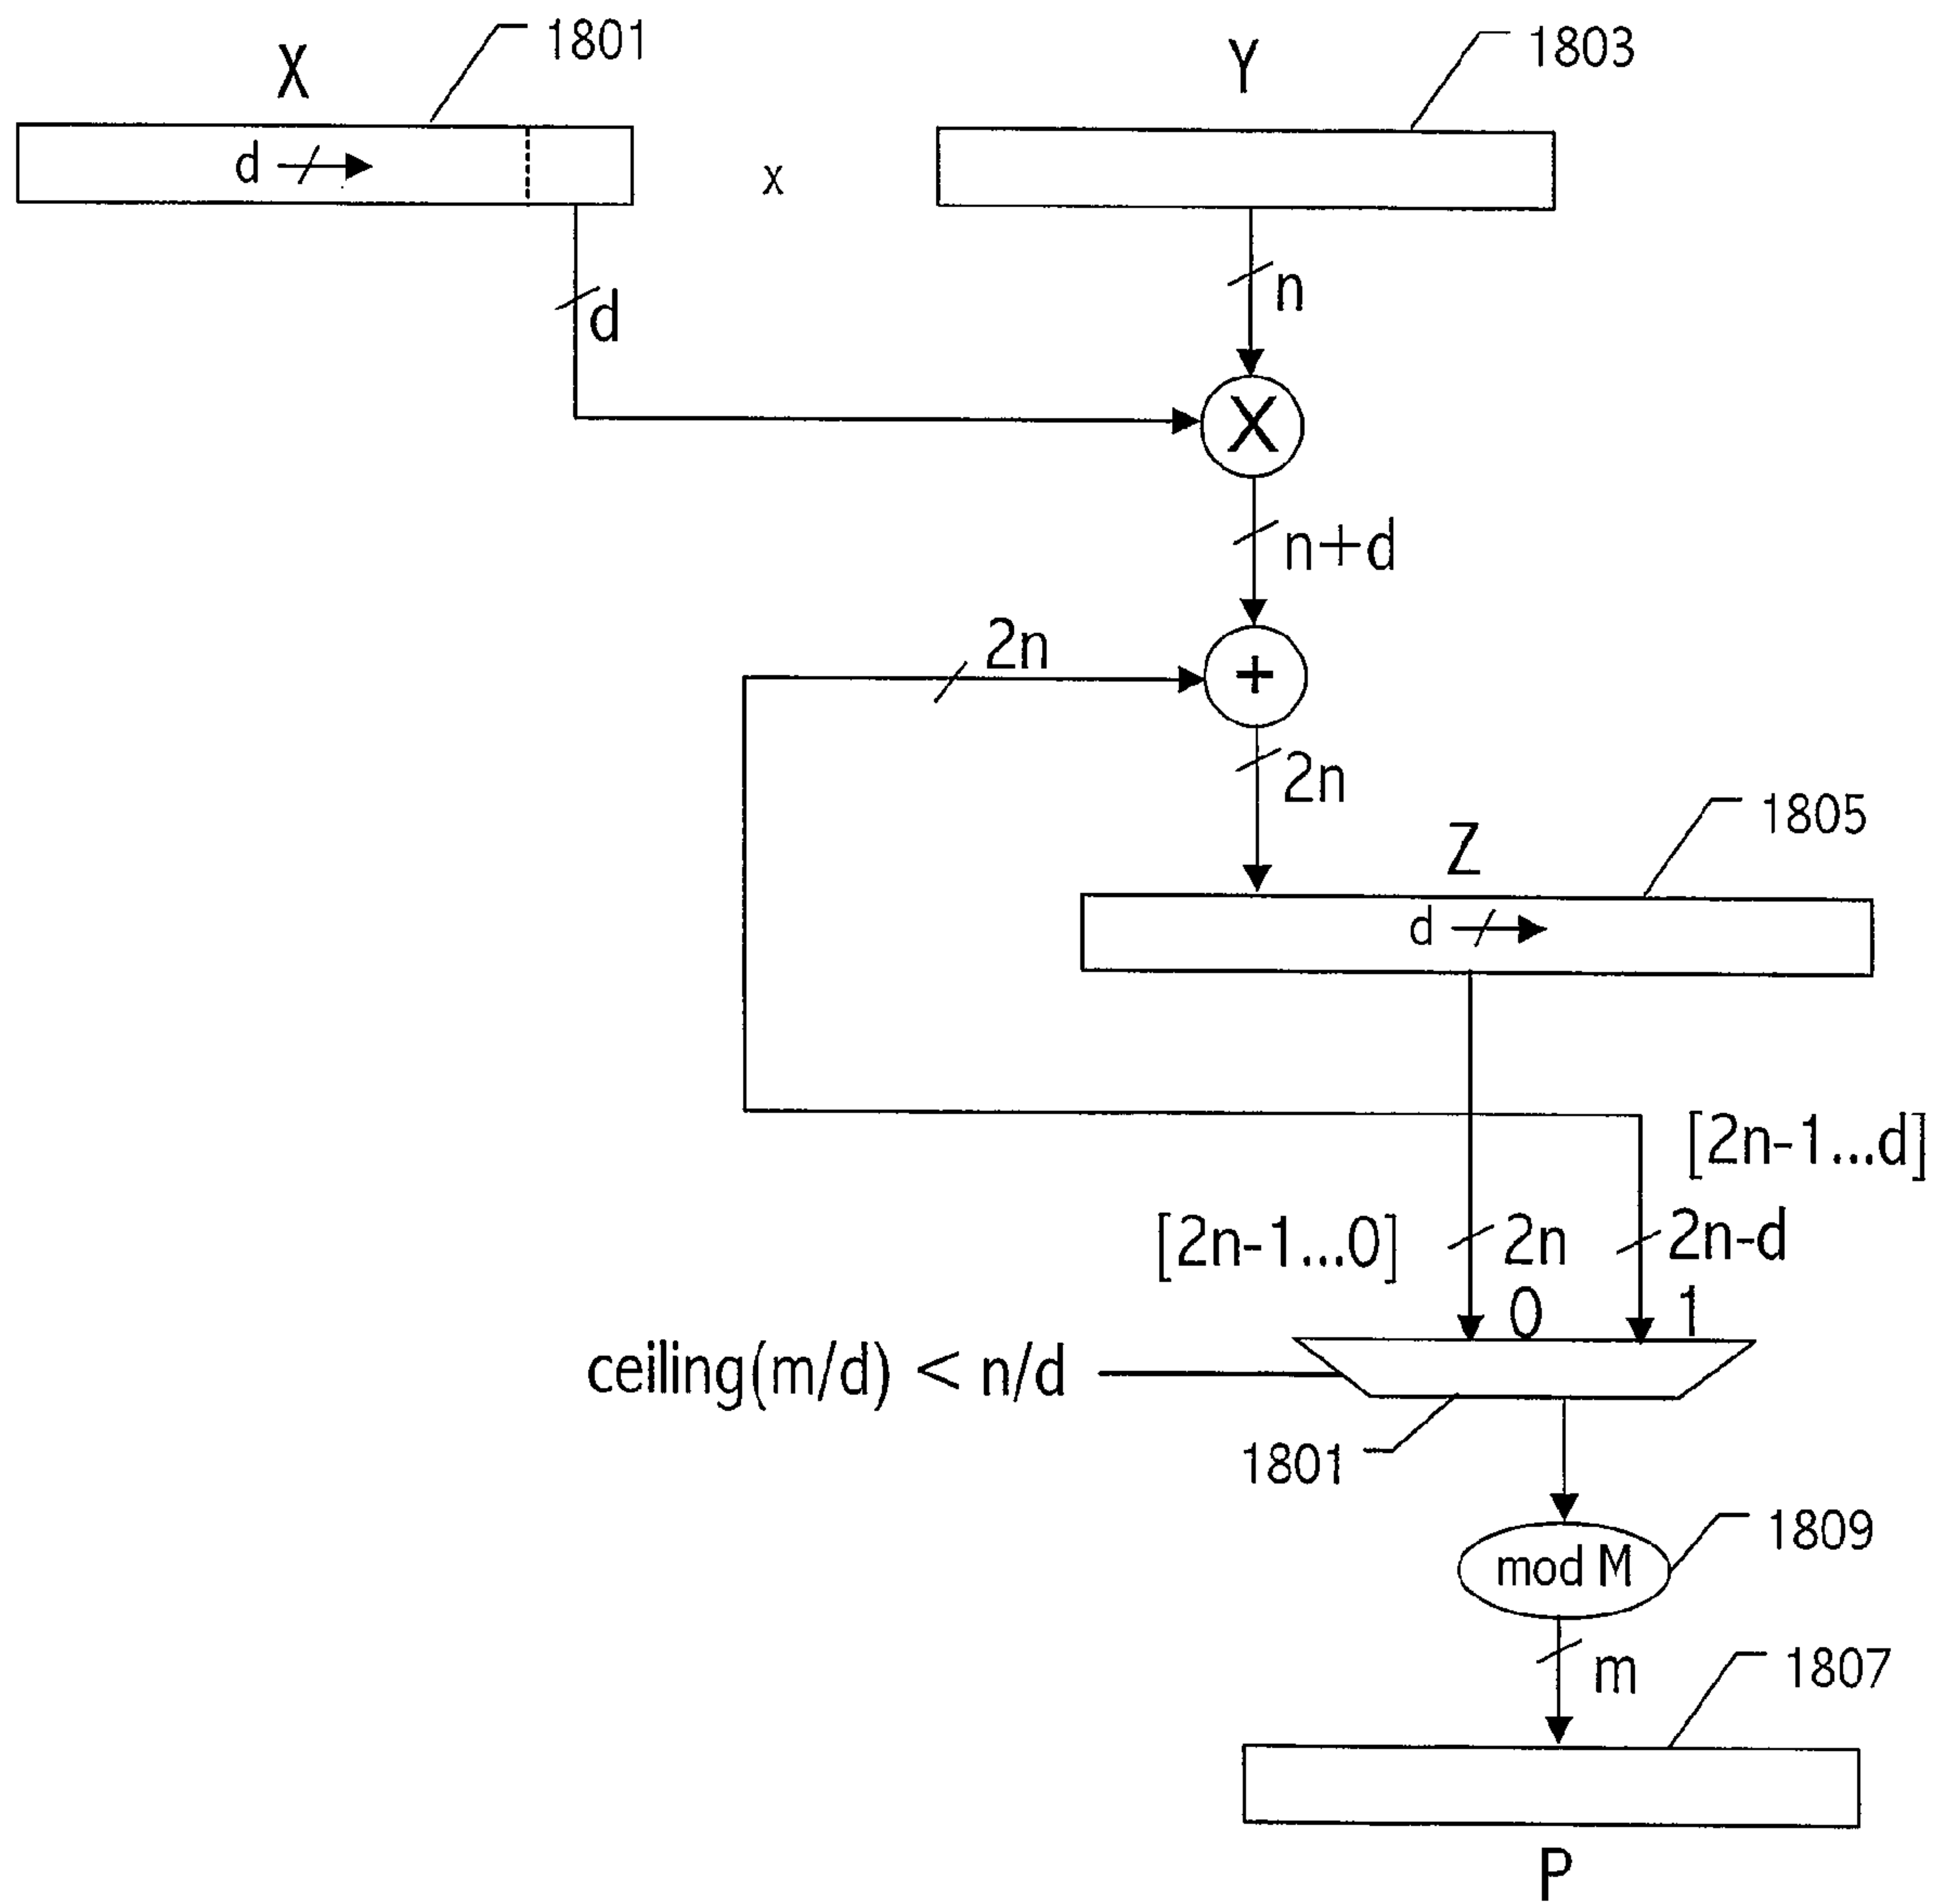 1801
1803
X
Y
d
x
n
d
X
n+d
2n
+
2n
1805
Z
d
[2n-1...d]
[2n-1...0]
2n
2n-d
0
1
ceiling(m/d) < n/d
1801
1809
mod M
1807
m
P